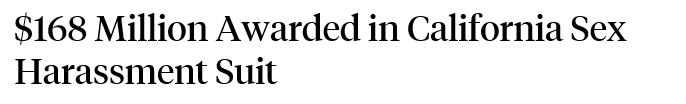 $168 Million Awarded in California Sex
Harassment Suit